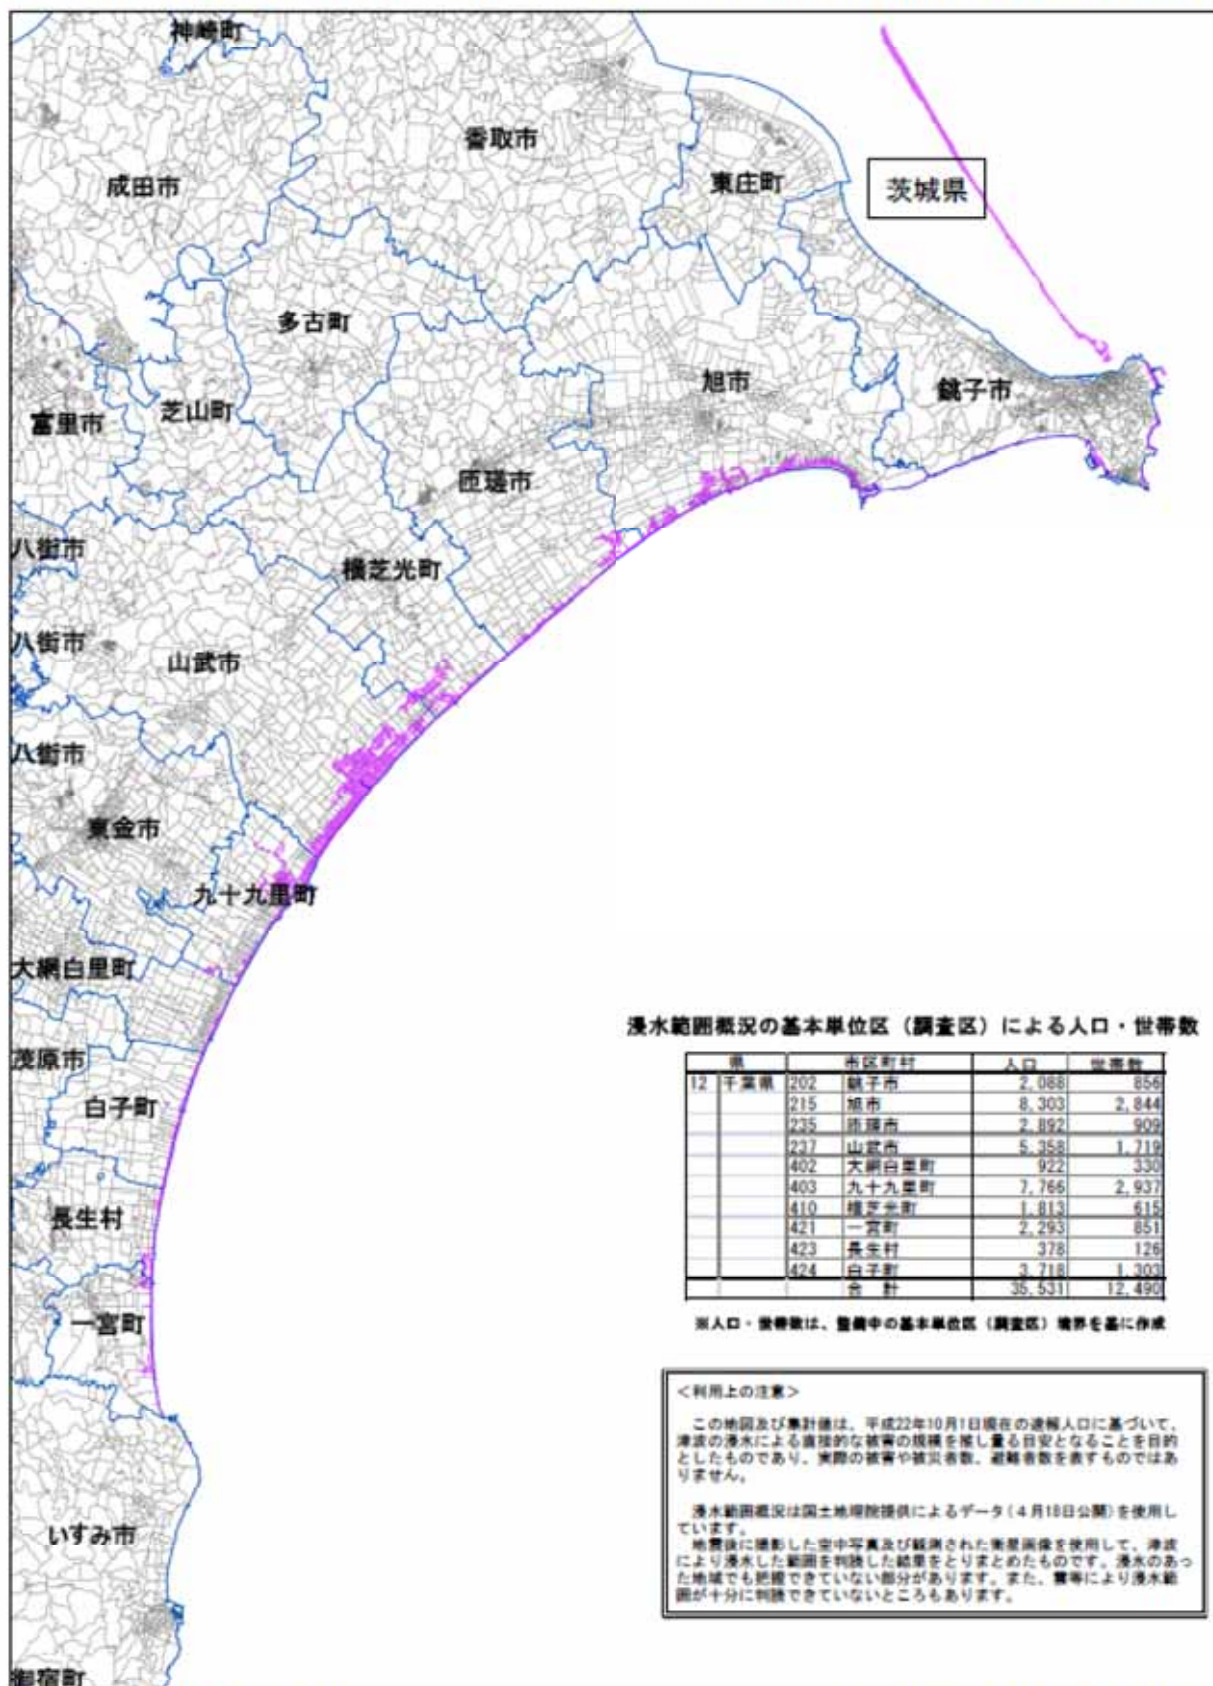 神崎町
香取市
成田市
東庄町
茨城県
多古町
旭市
銚子市
芝山町
富里市
匝瑳市
八街市
横芝光町
八街市
山武市
八街市
東金市
九十九里町
大網白里町
茂原市
白子町
長生村
一宮町
いすみ市
御宿町
浸水範囲概況の基本単位区（調査区）による人口・世帯数
県 市区町村 人口 世帯数
12 千葉県 202 銚子市 2,088 856
215 旭市 8,303 2,844
235 匝瑳市 2,892 909
237 山武市 5,358 1,719
402 大網白里町 922 330
403 九十九里町 7,766 2,937
410 横芝光町 1,813 615
421 一宮町 2,293 851
423 長生村 378 126
424 白子町 3,718 1,303
合計 35,531 12,490
※人口・世帯数は、整備中の基本単位区（調査区）境界を基に作成
＜利用上の注意＞
この地図及び集計値は、平成22年10月1日現在の速報人口に基づいて、
津波の浸水による直接的な被害の規模を推し量る目安となることを目的
としたものであり、実際の被害や被災者数、避難者数を表すものではあ
りません。
浸水範囲概況は国土地理院提供によるデータ（４月18日公開）を使用し
ています。
地震後に撮影した空中写真及び観測された衛星画像を使用して、津波
により浸水した範囲を判読した結果をとりまとめたものです。浸水のあっ
た地域でも把握できていない部分があります。また、雲等により浸水範
囲が十分に判読できていないところもあります。